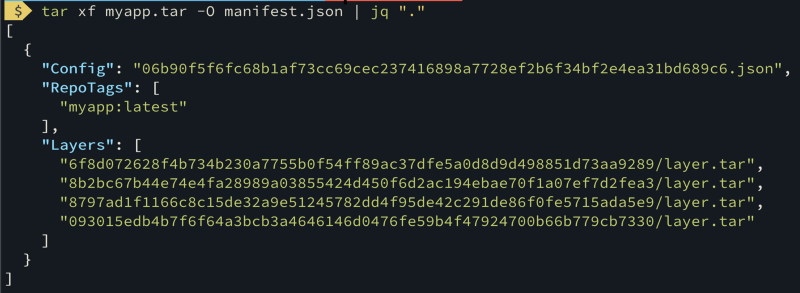 $ tar xf myapp.tar -O manifest.json | jq "."
[
  {
    "Config": "06b90f5f6fc68b1af73cc69cec237416898a7728ef2b6f34bf2e4ea31bd689c6.json",
    "RepoTags": [
      "myapp:latest"
    ],
    "Layers": [
      "6f8d072628f4b734b230a7755b0f54ff89ac37dfe5a0d8d9d498851d73aa9289/layer.tar",
      "8b2bc67b44e74e4fa28989a03855424d450f6d2ac194ebae70f1a07ef7d2fea3/layer.tar",
      "8797ad1f1166c8c15de32a9e51245782dd4f95de42c291de86f0fe5715ada5e9/layer.tar",
      "093015edb4b7f6f64a3bcb3a4646146d0476fe59b4f47924700b66b779cb7330/layer.tar"
    ]
  }
]